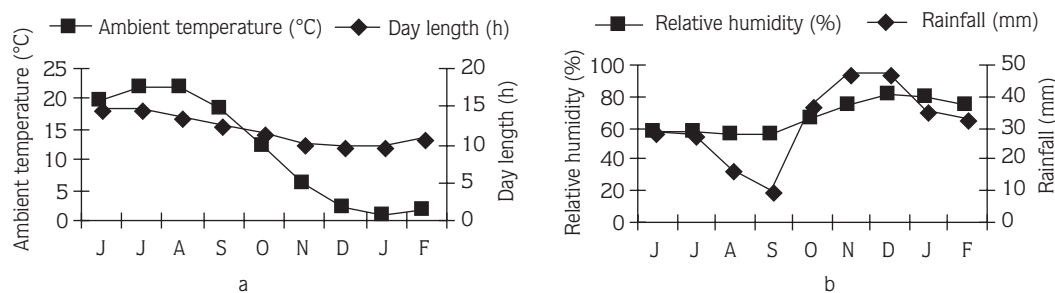 Ambient temperature (°C) Day length (h)
Ambient temperature (°C)
25
20
15
10
5
0
20
15
10
5
0
Day length (h)
J J A S O N D J F
a
Relative humidity (%) Rainfall (mm)
Relative humidity (%)
100
80
60
40
20
0
50
40
30
20
10
0
Rainfall (mm)
J J A S O N D J F
b